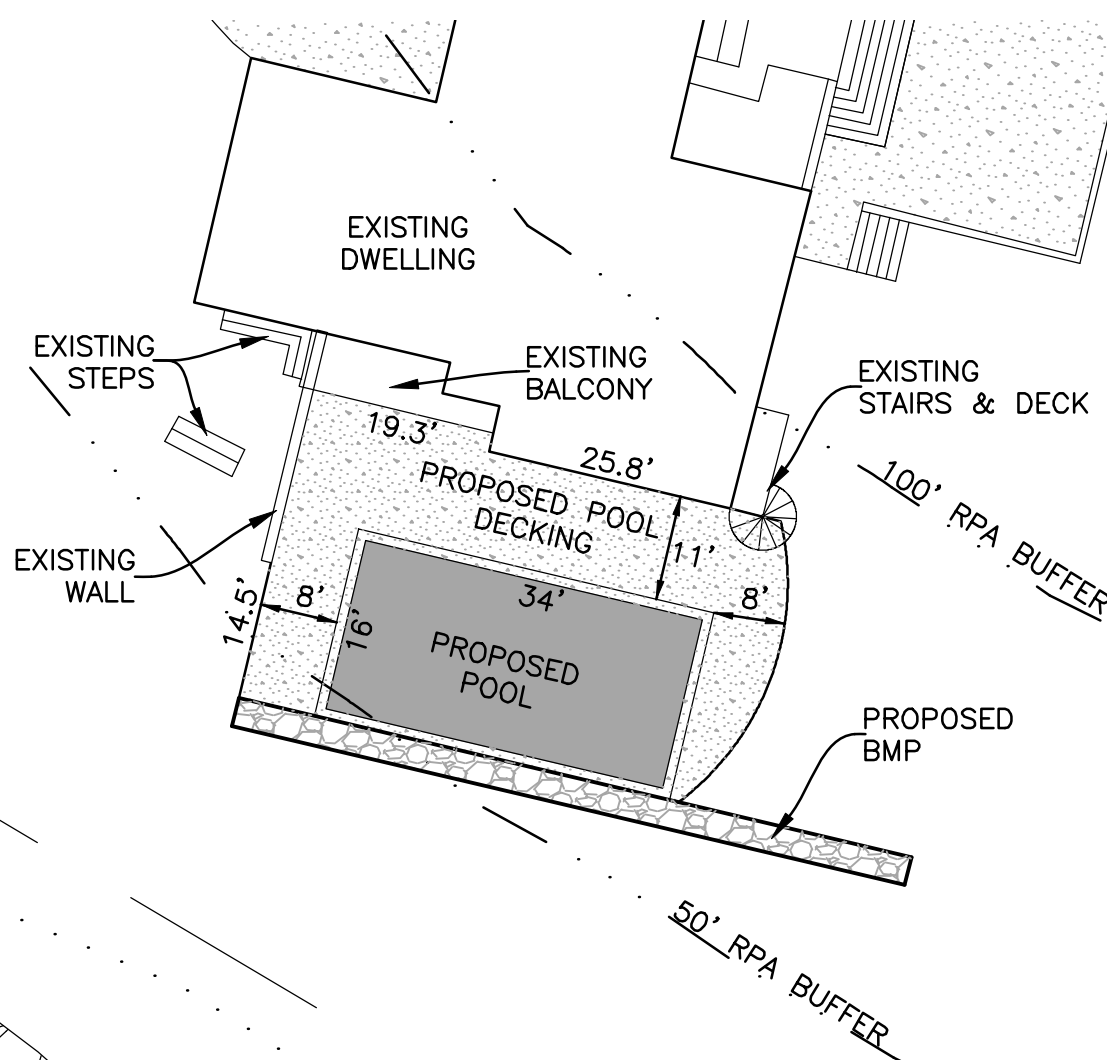 EXISTING
DWELLING
EXISTING
STEPS
EXISTING
BALCONY
EXISTING
STAIRS & DECK
19.3'
25.8'
PROPOSED POOL
DECKING
100' RPA BUFFER
EXISTING
WALL
11'
14.5'
8'
34'
8'
16'
PROPOSED
POOL
PROPOSED
BMP
50' RPA BUFFER